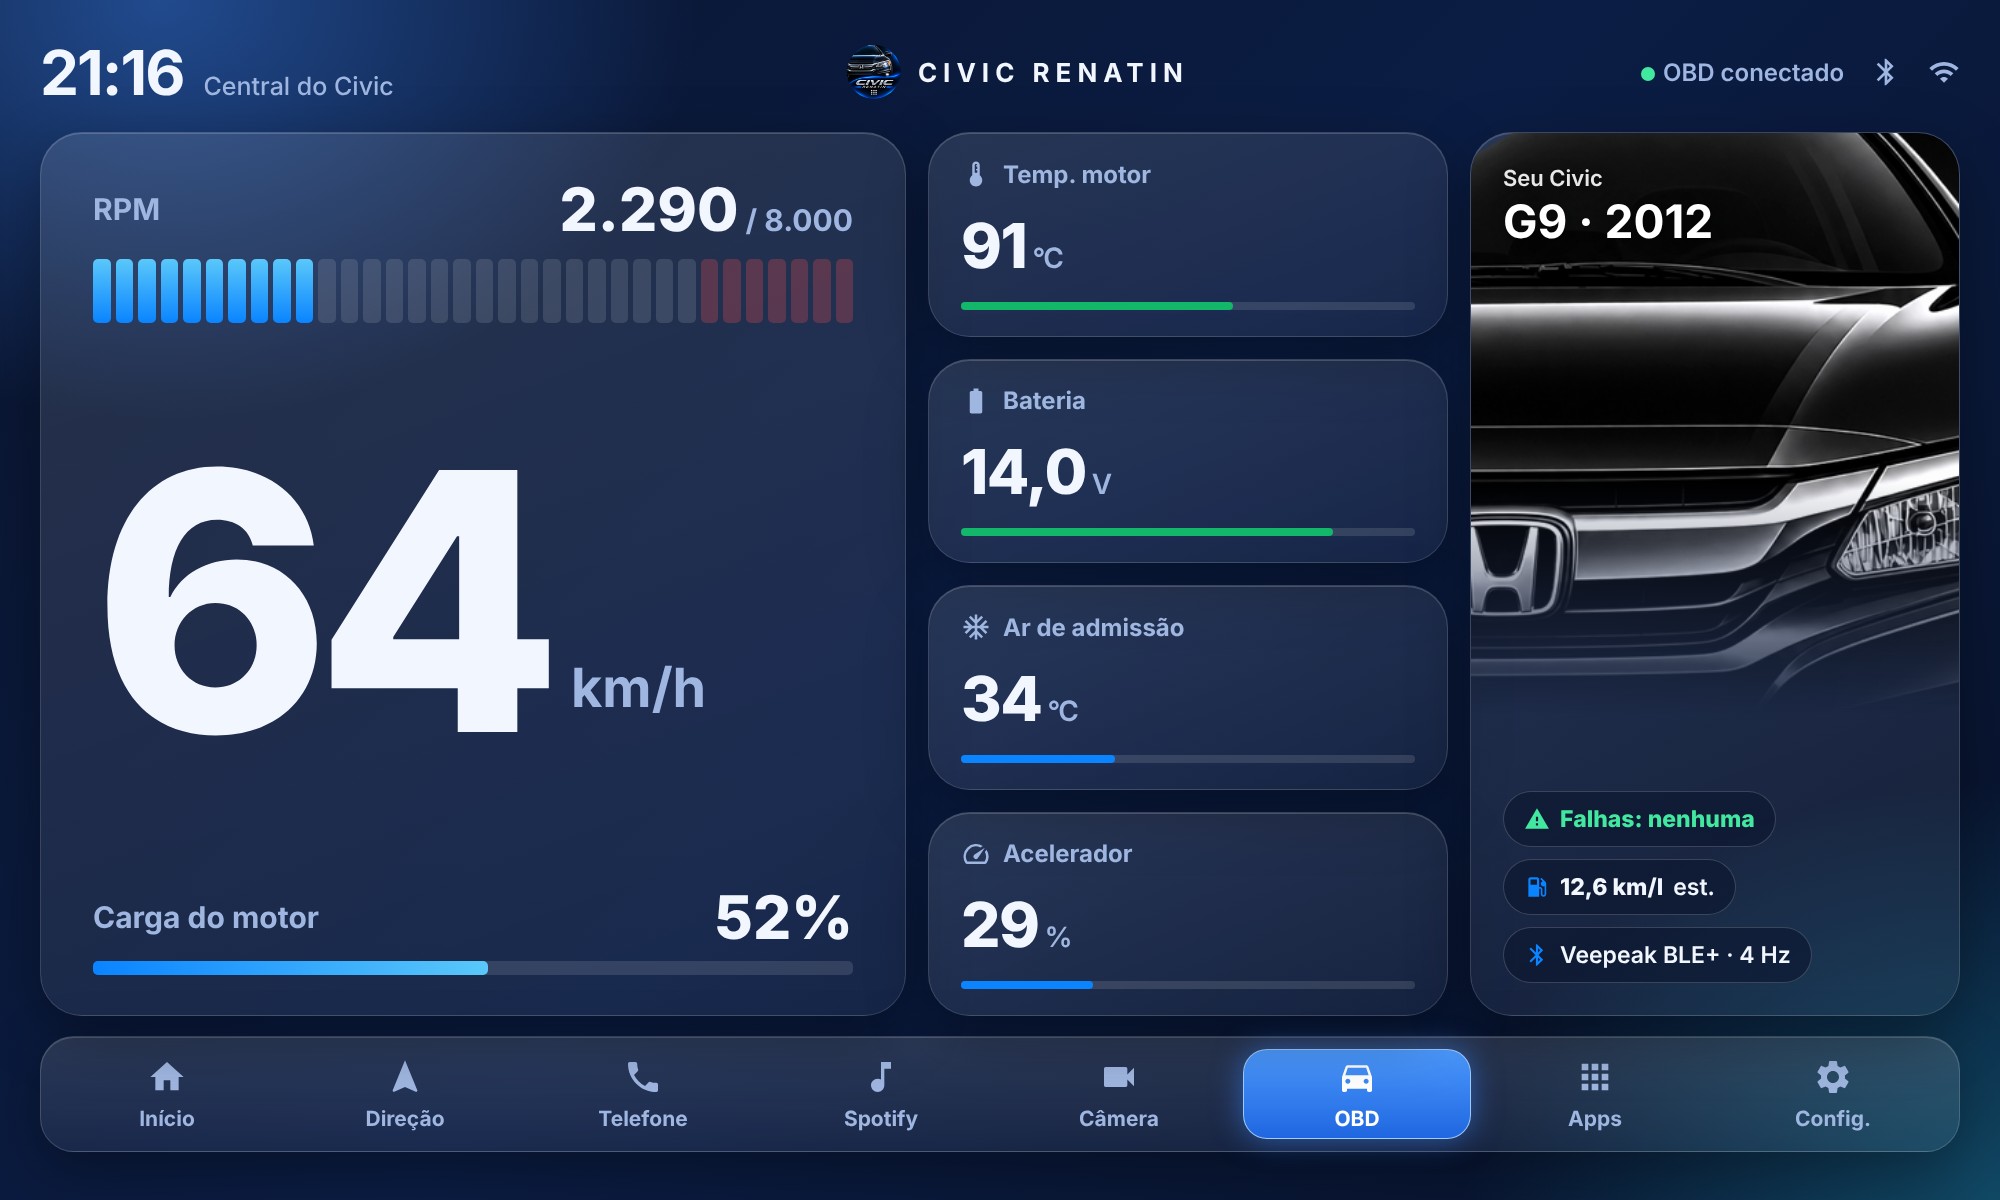 21:16 Central do Civic
CIVIC
CIVIC RENATIN
OBD conectado
RPM
2.290 / 8.000
64 km/h
Carga do motor
52%
Temp. motor
91 °C
Bateria
14,0 V
Ar de admissão
34 °C
Acelerador
29 %
Seu Civic
G9 · 2012
Falhas: nenhuma
12,6 km/l est.
Veepeak BLE+ · 4 Hz
Início
Direção
Telefone
Spotify
Câmera
OBD
Apps
Config.